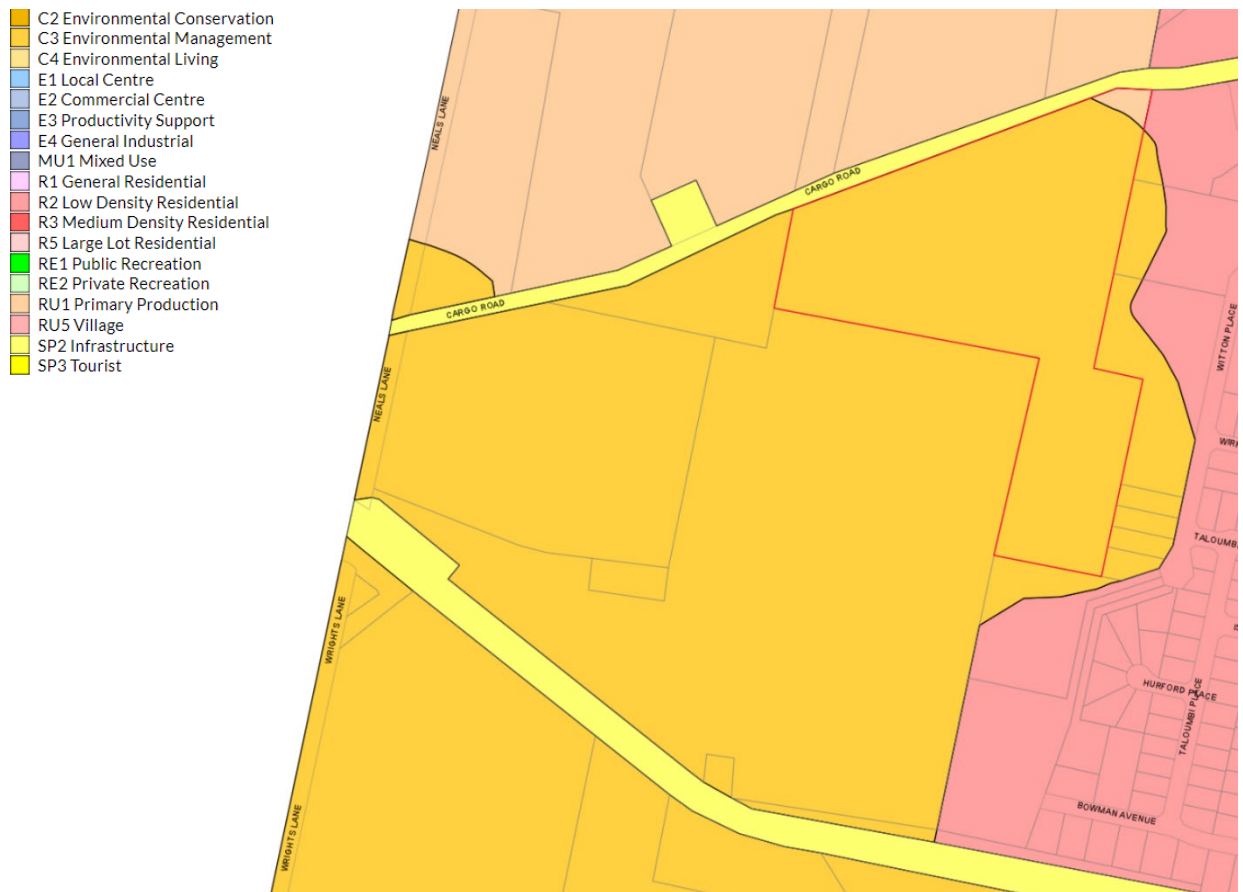 C2 Environmental Conservation
C3 Environmental Management
C4 Environmental Living
E1 Local Centre
E2 Commercial Centre
E3 Productivity Support
E4 General Industrial
MU1 Mixed Use
R1 General Residential
R2 Low Density Residential
R3 Medium Density Residential
R5 Large Lot Residential
RE1 Public Recreation
RE2 Private Recreation
RU1 Primary Production
RU5 Village
SP2 Infrastructure
SP3 Tourist
NEALS LANE
CARGO ROAD
CARGO ROAD
NEALS LANE
WITTON PLACE
WIRR
TALOUMBI
WRIGHTS LANE
HURFORD PLACE
TALOUMBI PLACE
BOWMAN AVENUE
WRIGHTS LANE